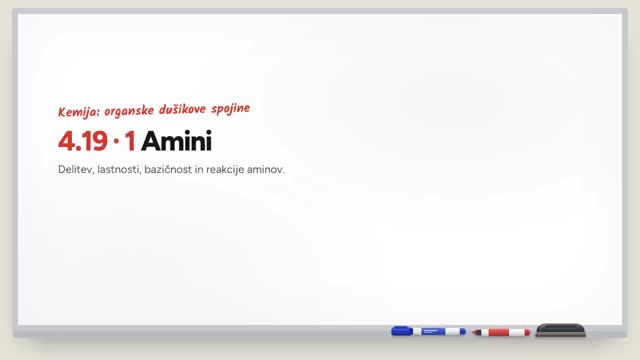 Kemija: organske dušikove spojine
4.19 · 1 Amini
Delitev, lastnosti, bazičnost in reakcije aminov.